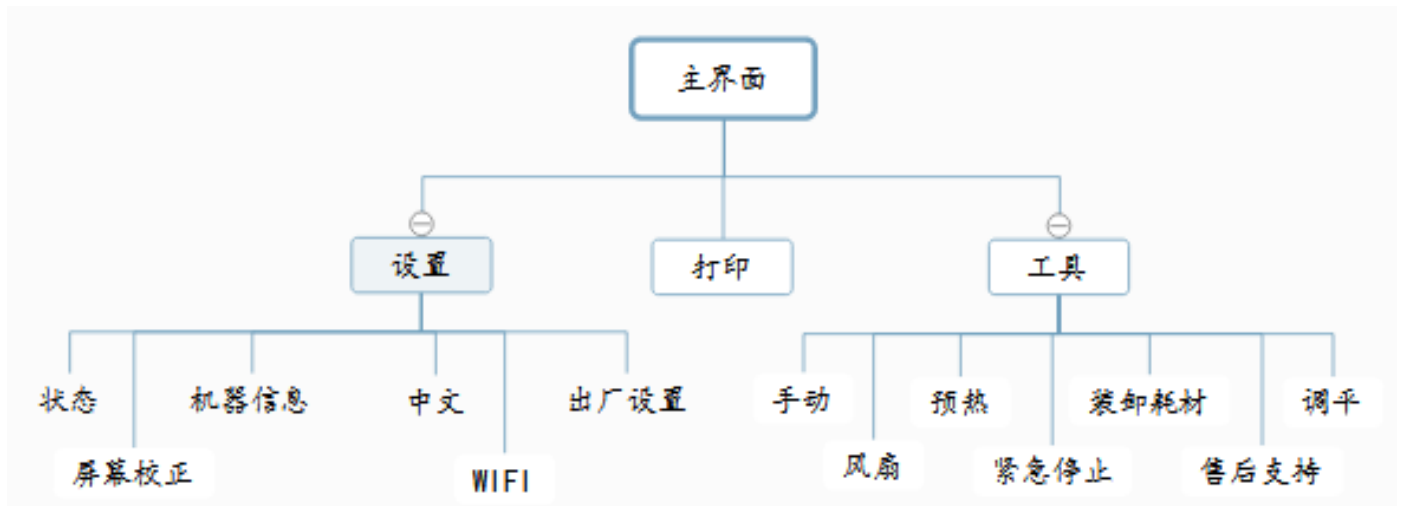 主界面
设置
打印
工具
状态
机器信息
中文
出厂设置
手动
预热
装卸耗材
调平
屏幕校正
WIFI
风扇
紧急停止
售后支持